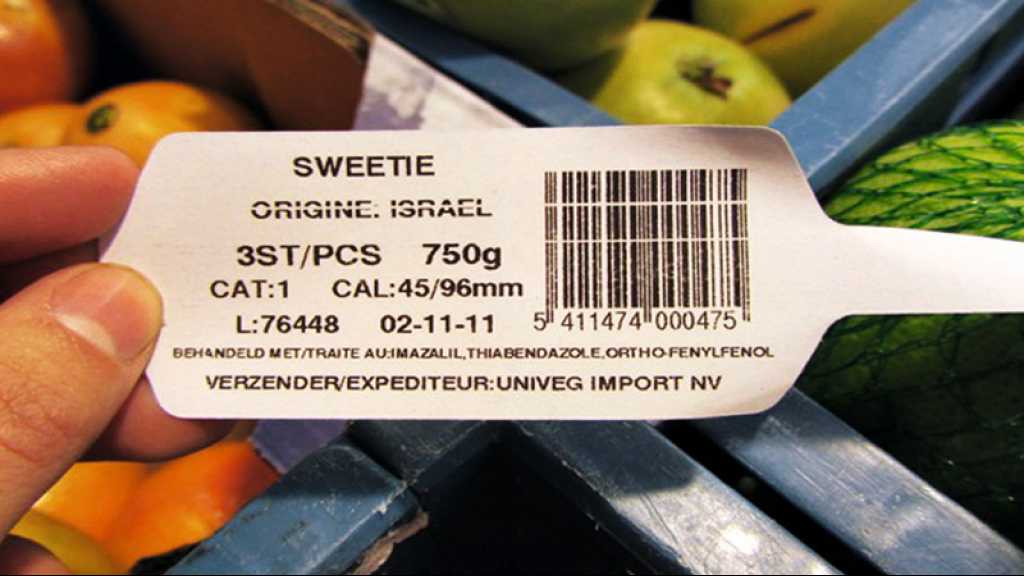 SWEETIE
ORIGINE: ISRAEL
3ST/PCS 750g
CAT:1 CAL:45/96mm
L:76448 02-11-11
5 411474 000475
BEHANDELD MET/TRAITE AU:IMAZALIL,THIABENDAZOLE,ORTHO-FENYLFENOL
VERZENDER/EXPEDITEUR:UNIVEG IMPORT NV